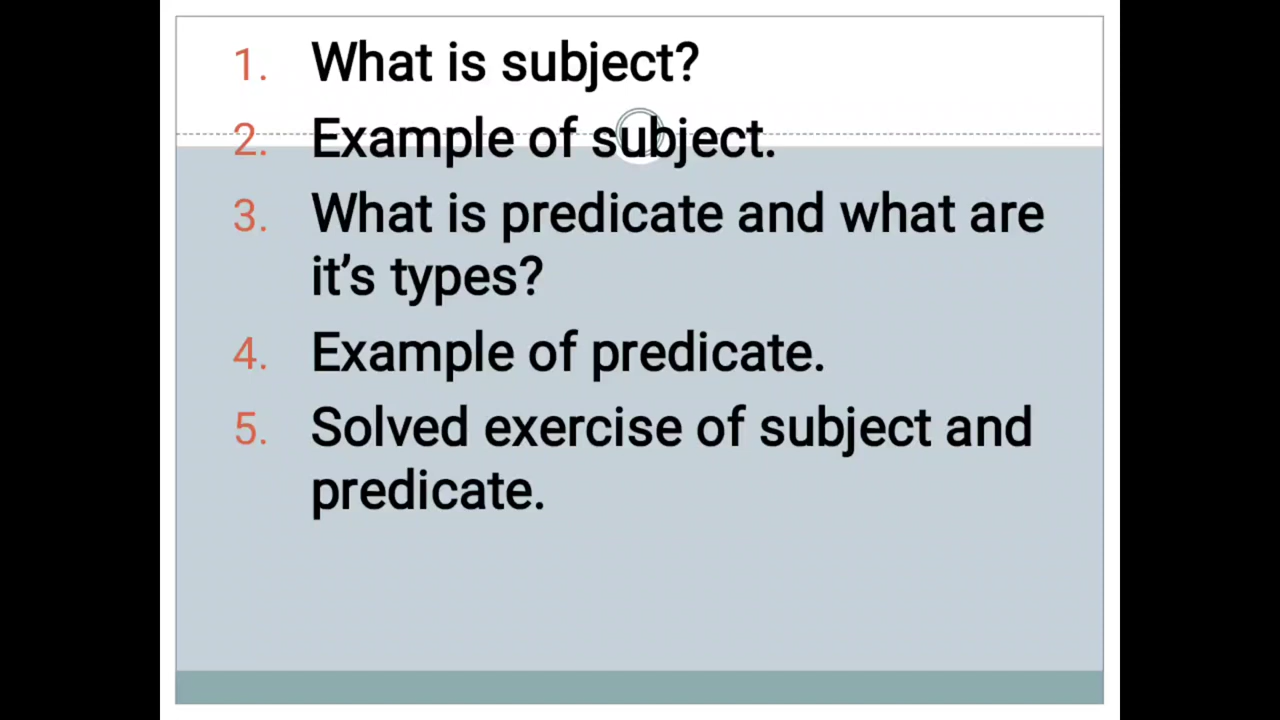 1. What is subject?
2. Example of subject.
3. What is predicate and what are
it’s types?
4. Example of predicate.
5. Solved exercise of subject and
predicate.